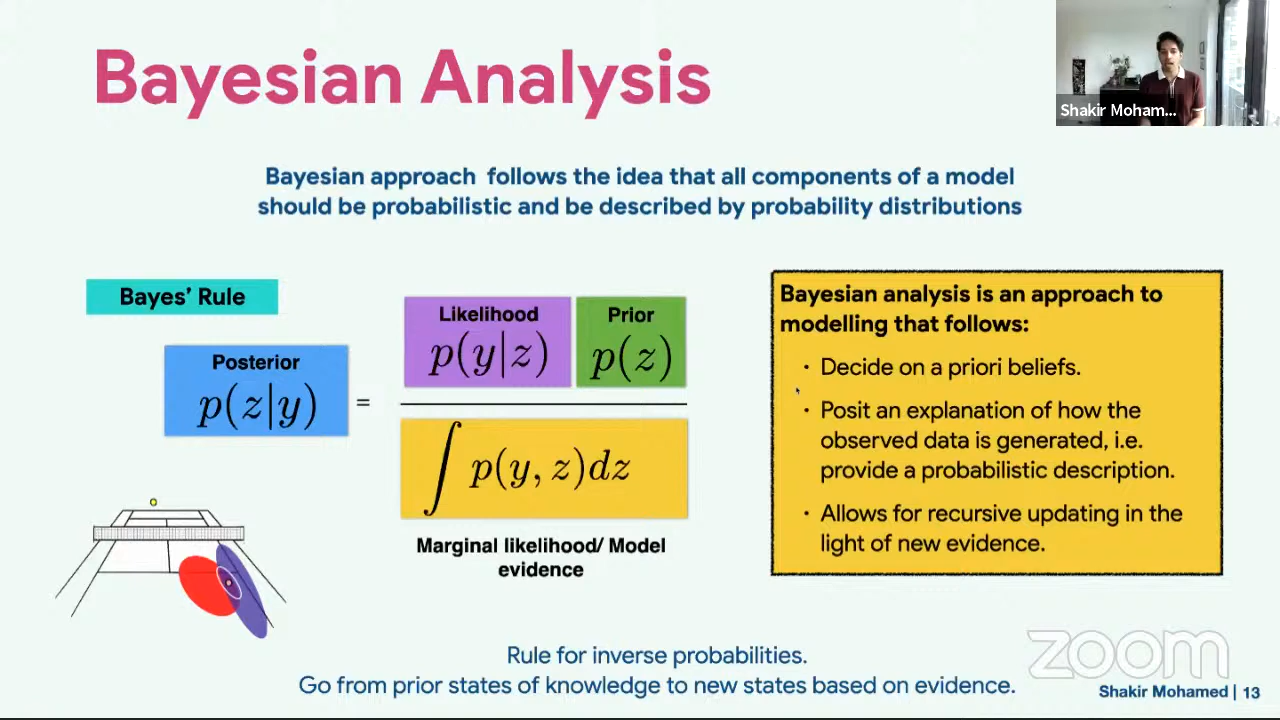 Bayesian Analysis
Shakir Moham...
Bayesian approach follows the idea that all components of a model
should be probabilistic and be described by probability distributions
Bayes' Rule
Posterior
p(z|y)
=
Likelihood
p(y|z)
Prior
p(z)
∫ p(y, z)dz
Marginal likelihood/ Model
evidence
Bayesian analysis is an approach to
modelling that follows:
• Decide on a priori beliefs.
• Posit an explanation of how the
observed data is generated, i.e.
provide a probabilistic description.
• Allows for recursive updating in the
light of new evidence.
Rule for inverse probabilities.
Go from prior states of knowledge to new states based on evidence.
zoom
Shakir Mohamed | 13